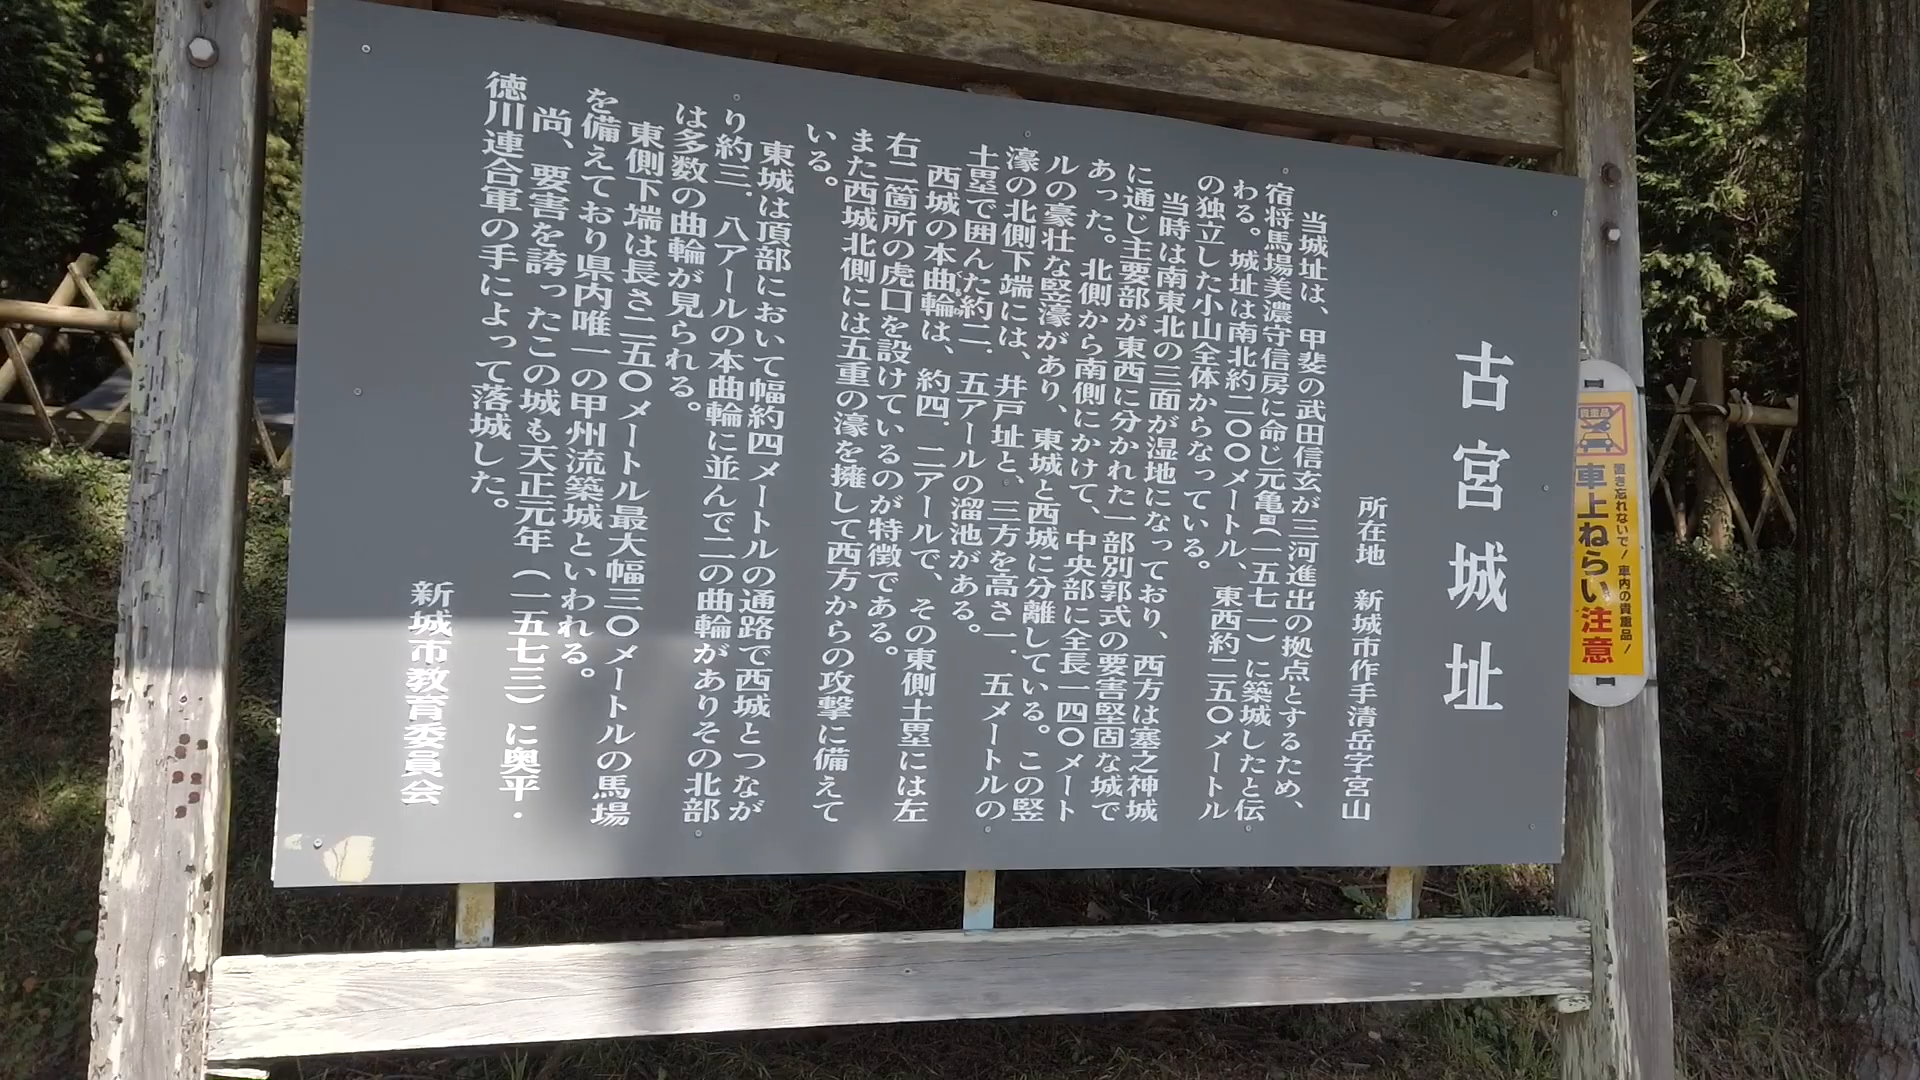 古宮城址
所在地　新城市作手清岳字宮山
当城址は、甲斐の武田信玄が三河進出の拠点とするため、
宿将馬場美濃守信房に命じ元亀二年（一五七一）に築城したと伝
わる。城址は南北約二〇〇メートル、東西約二五〇メートル
の独立した小山全体からなっている。
当時は南東北の三面が湿地になっており、西方は塞之神城
に通じ主要部が東西に分かれた一部別郭式の要害堅固な城で
あった。北側から南側にかけて、中央部に全長一四〇メート
ルの豪壮な竪濠があり、東城と西城に分離している。この竪
濠の北側下端には、井戸址と、三方を高さ一．五メートルの
土塁で囲んだ約二．五アールの溜池がある。
西城の本曲輪は、約四．二アールで、その東側土塁には左
右二箇所の虎口を設けているのが特徴である。
また西城北側には五重の濠を擁して西方からの攻撃に備えて
いる。
東城は頂部において幅約四メートルの通路で西城とつなが
り約三．八アールの本曲輪に並んで二の曲輪がありその北部
は多数の曲輪が見られる。
東側下端は長さ二五〇メートル最大幅三〇メートルの馬場
を備えており県内唯一の甲州流築城といわれる。
尚、要害を誇ったこの城も天正元年（一五七三）に奥平・
徳川連合軍の手によって落城した。
新城市教育委員会
貴重品
置き忘れないで！車内の貴重品！
車上ねらい注意